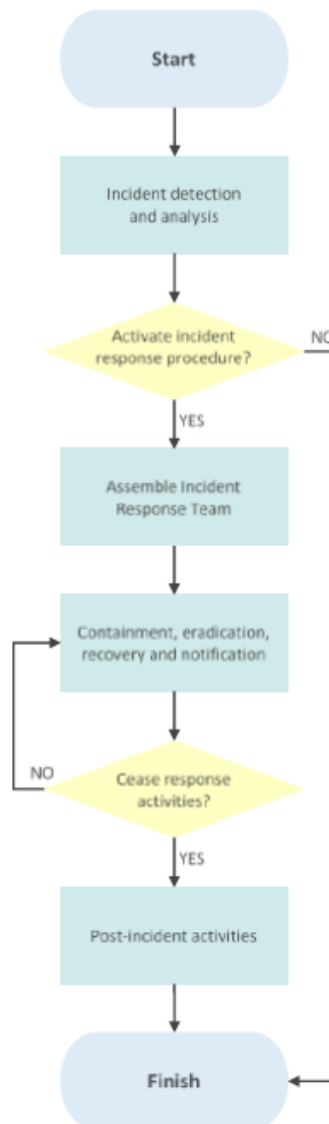 Start
Incident detection
and analysis
Activate incident
response procedure?
NO
YES
Assemble Incident
Response Team
Containment, eradication,
recovery and notification
NO
Cease response
activities?
YES
Post-incident activities
Finish